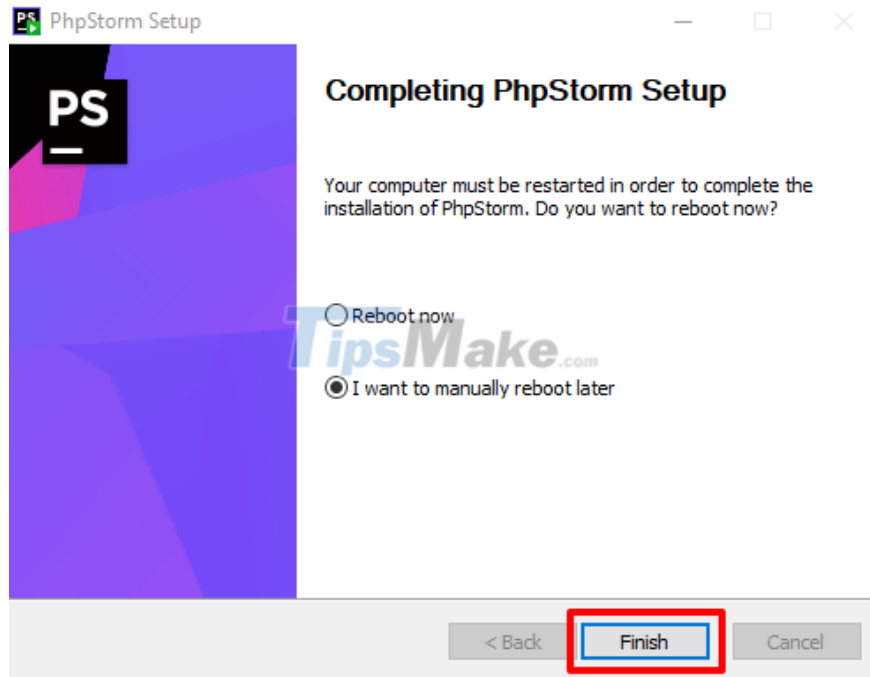 PS PhpStorm Setup
PS
Completing PhpStorm Setup
Your computer must be restarted in order to complete the
installation of PhpStorm. Do you want to reboot now?
Reboot now
TipsMake.com
I want to manually reboot later
< Back
Finish
Cancel